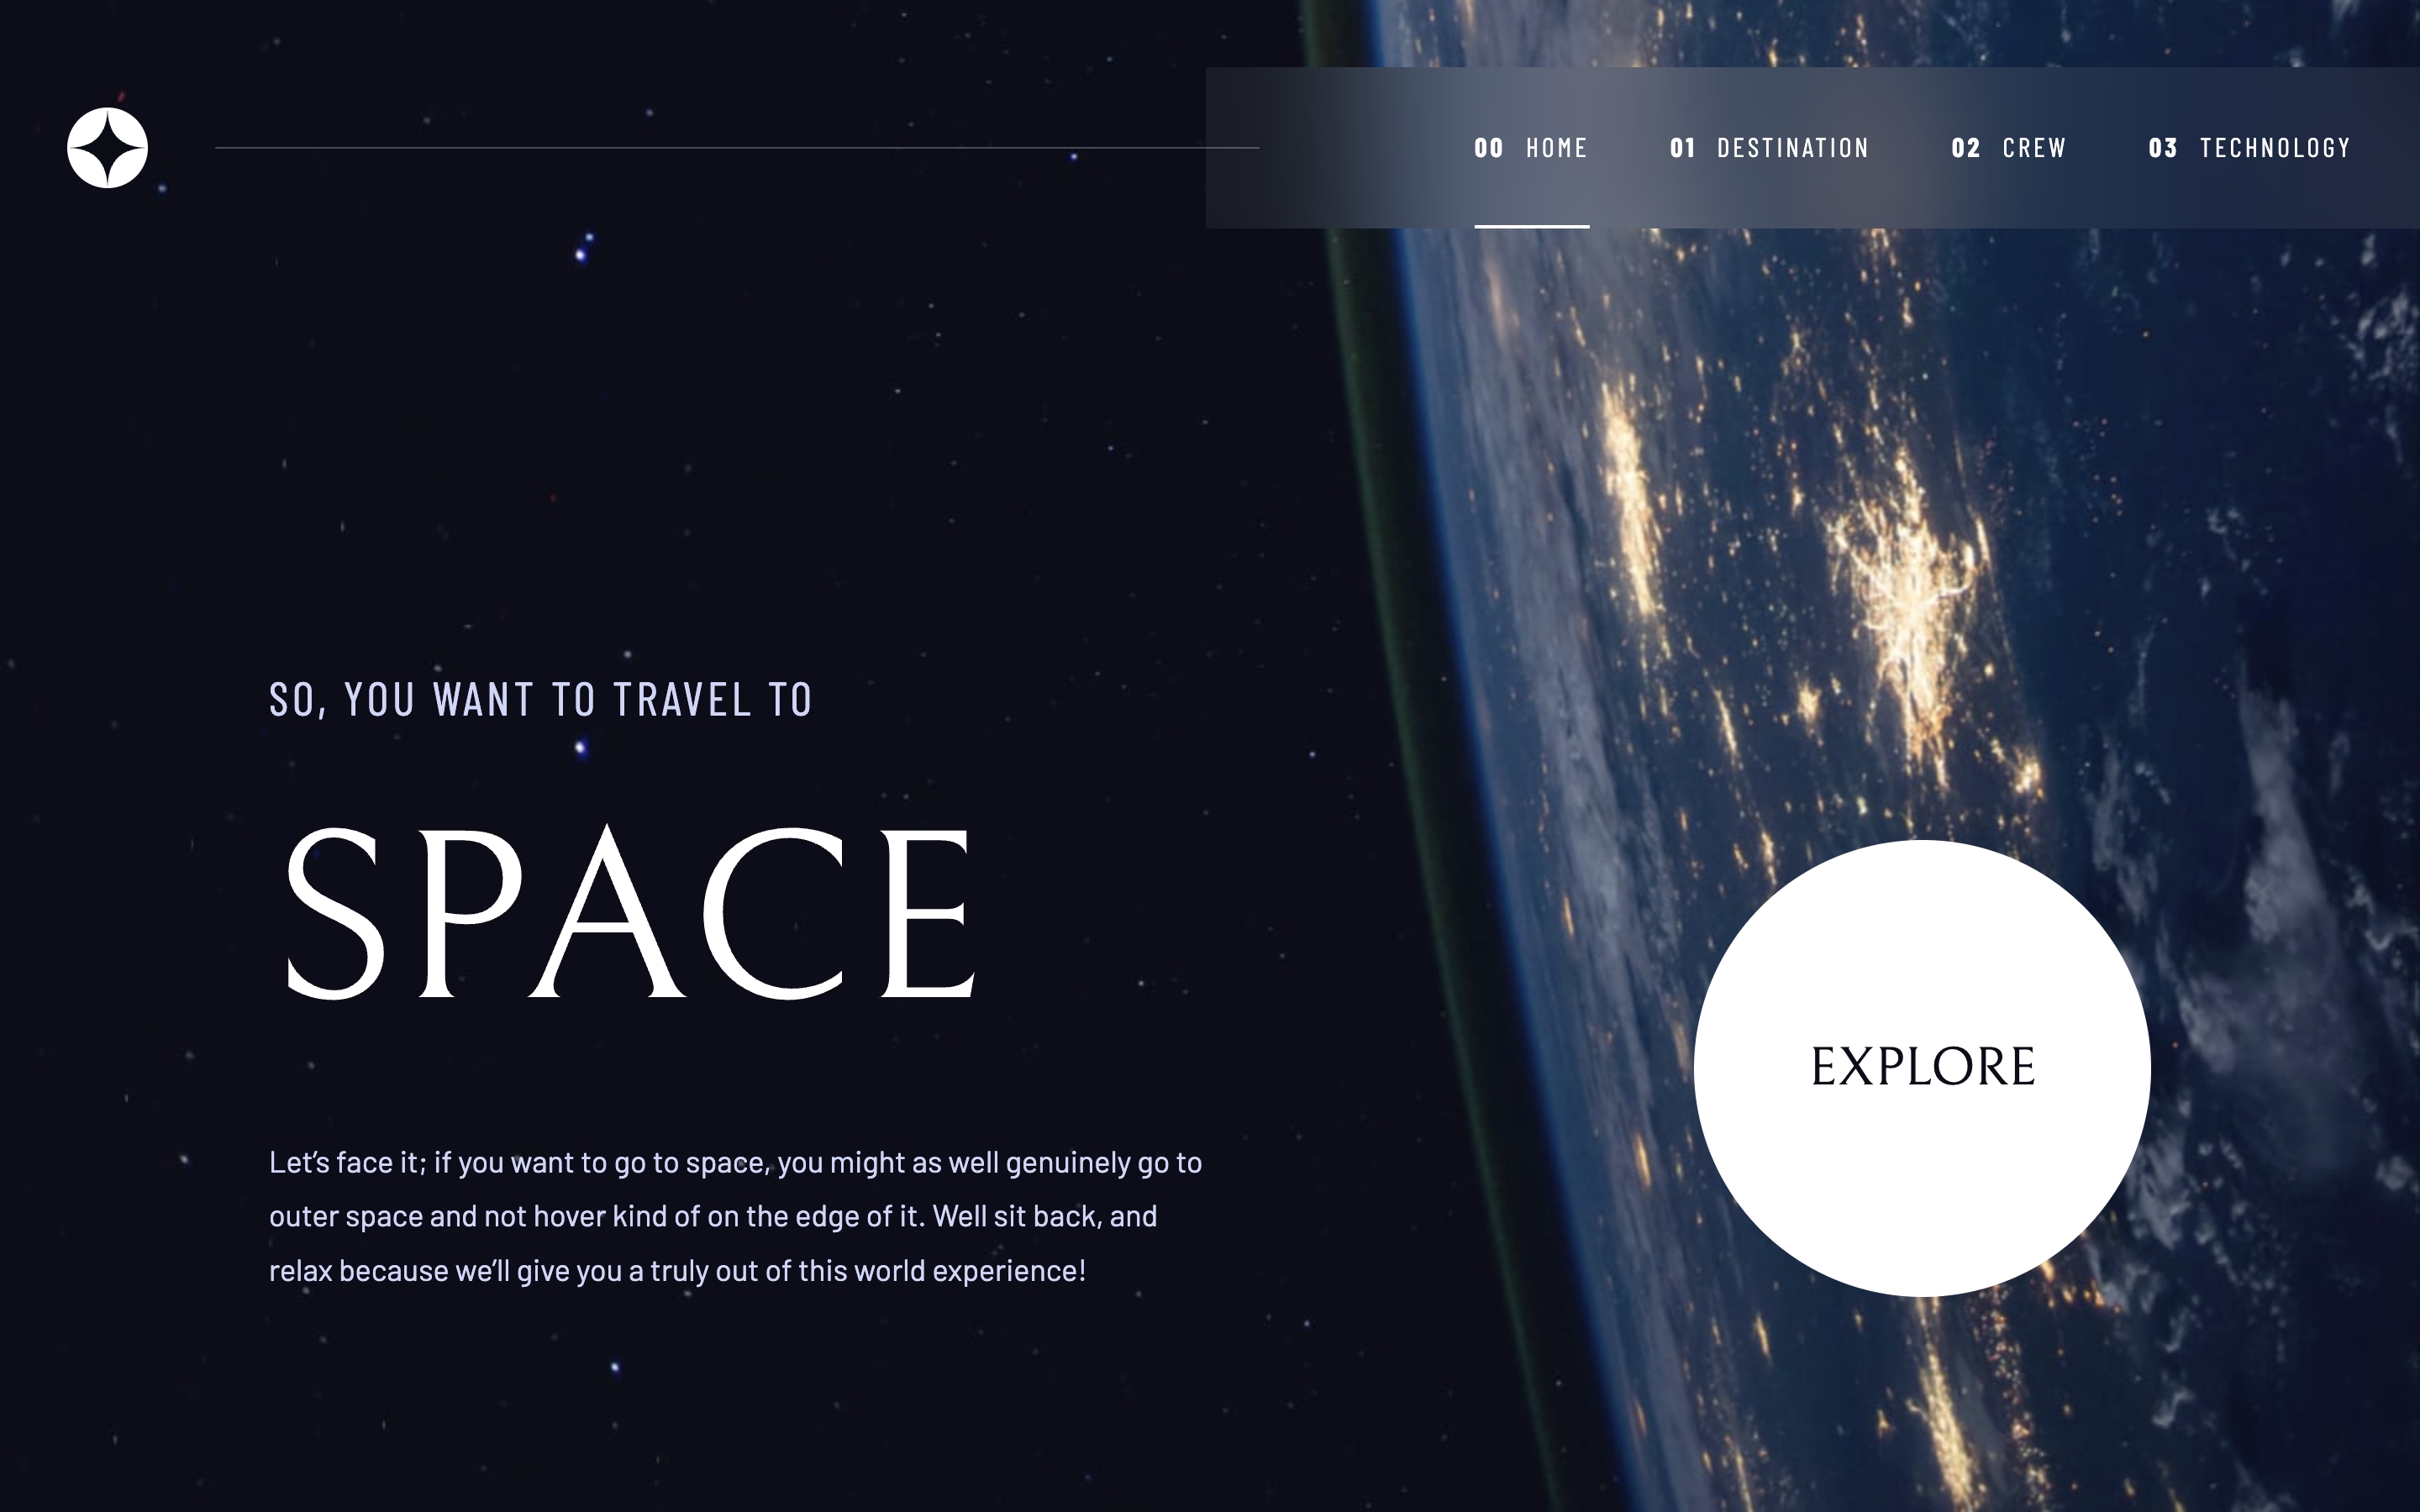 00 HOME 01 DESTINATION 02 CREW 03 TECHNOLOGY
SO, YOU WANT TO TRAVEL TO
SPACE
Let’s face it; if you want to go to space, you might as well genuinely go to
outer space and not hover kind of on the edge of it. Well sit back, and
relax because we’ll give you a truly out of this world experience!
EXPLORE